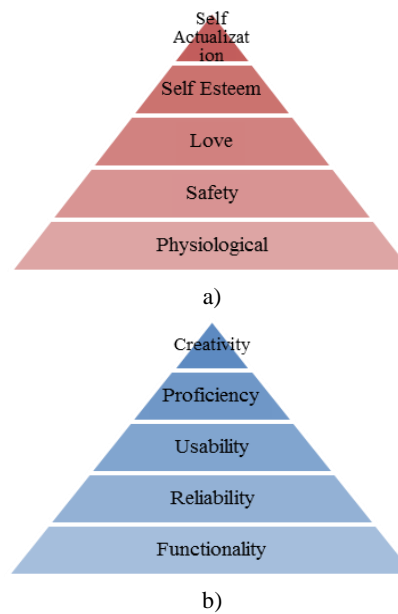 Self
Actualizat
ion
Self Esteem
Love
Safety
Physiological
a)
Creativity
Proficiency
Usability
Reliability
Functionality
b)